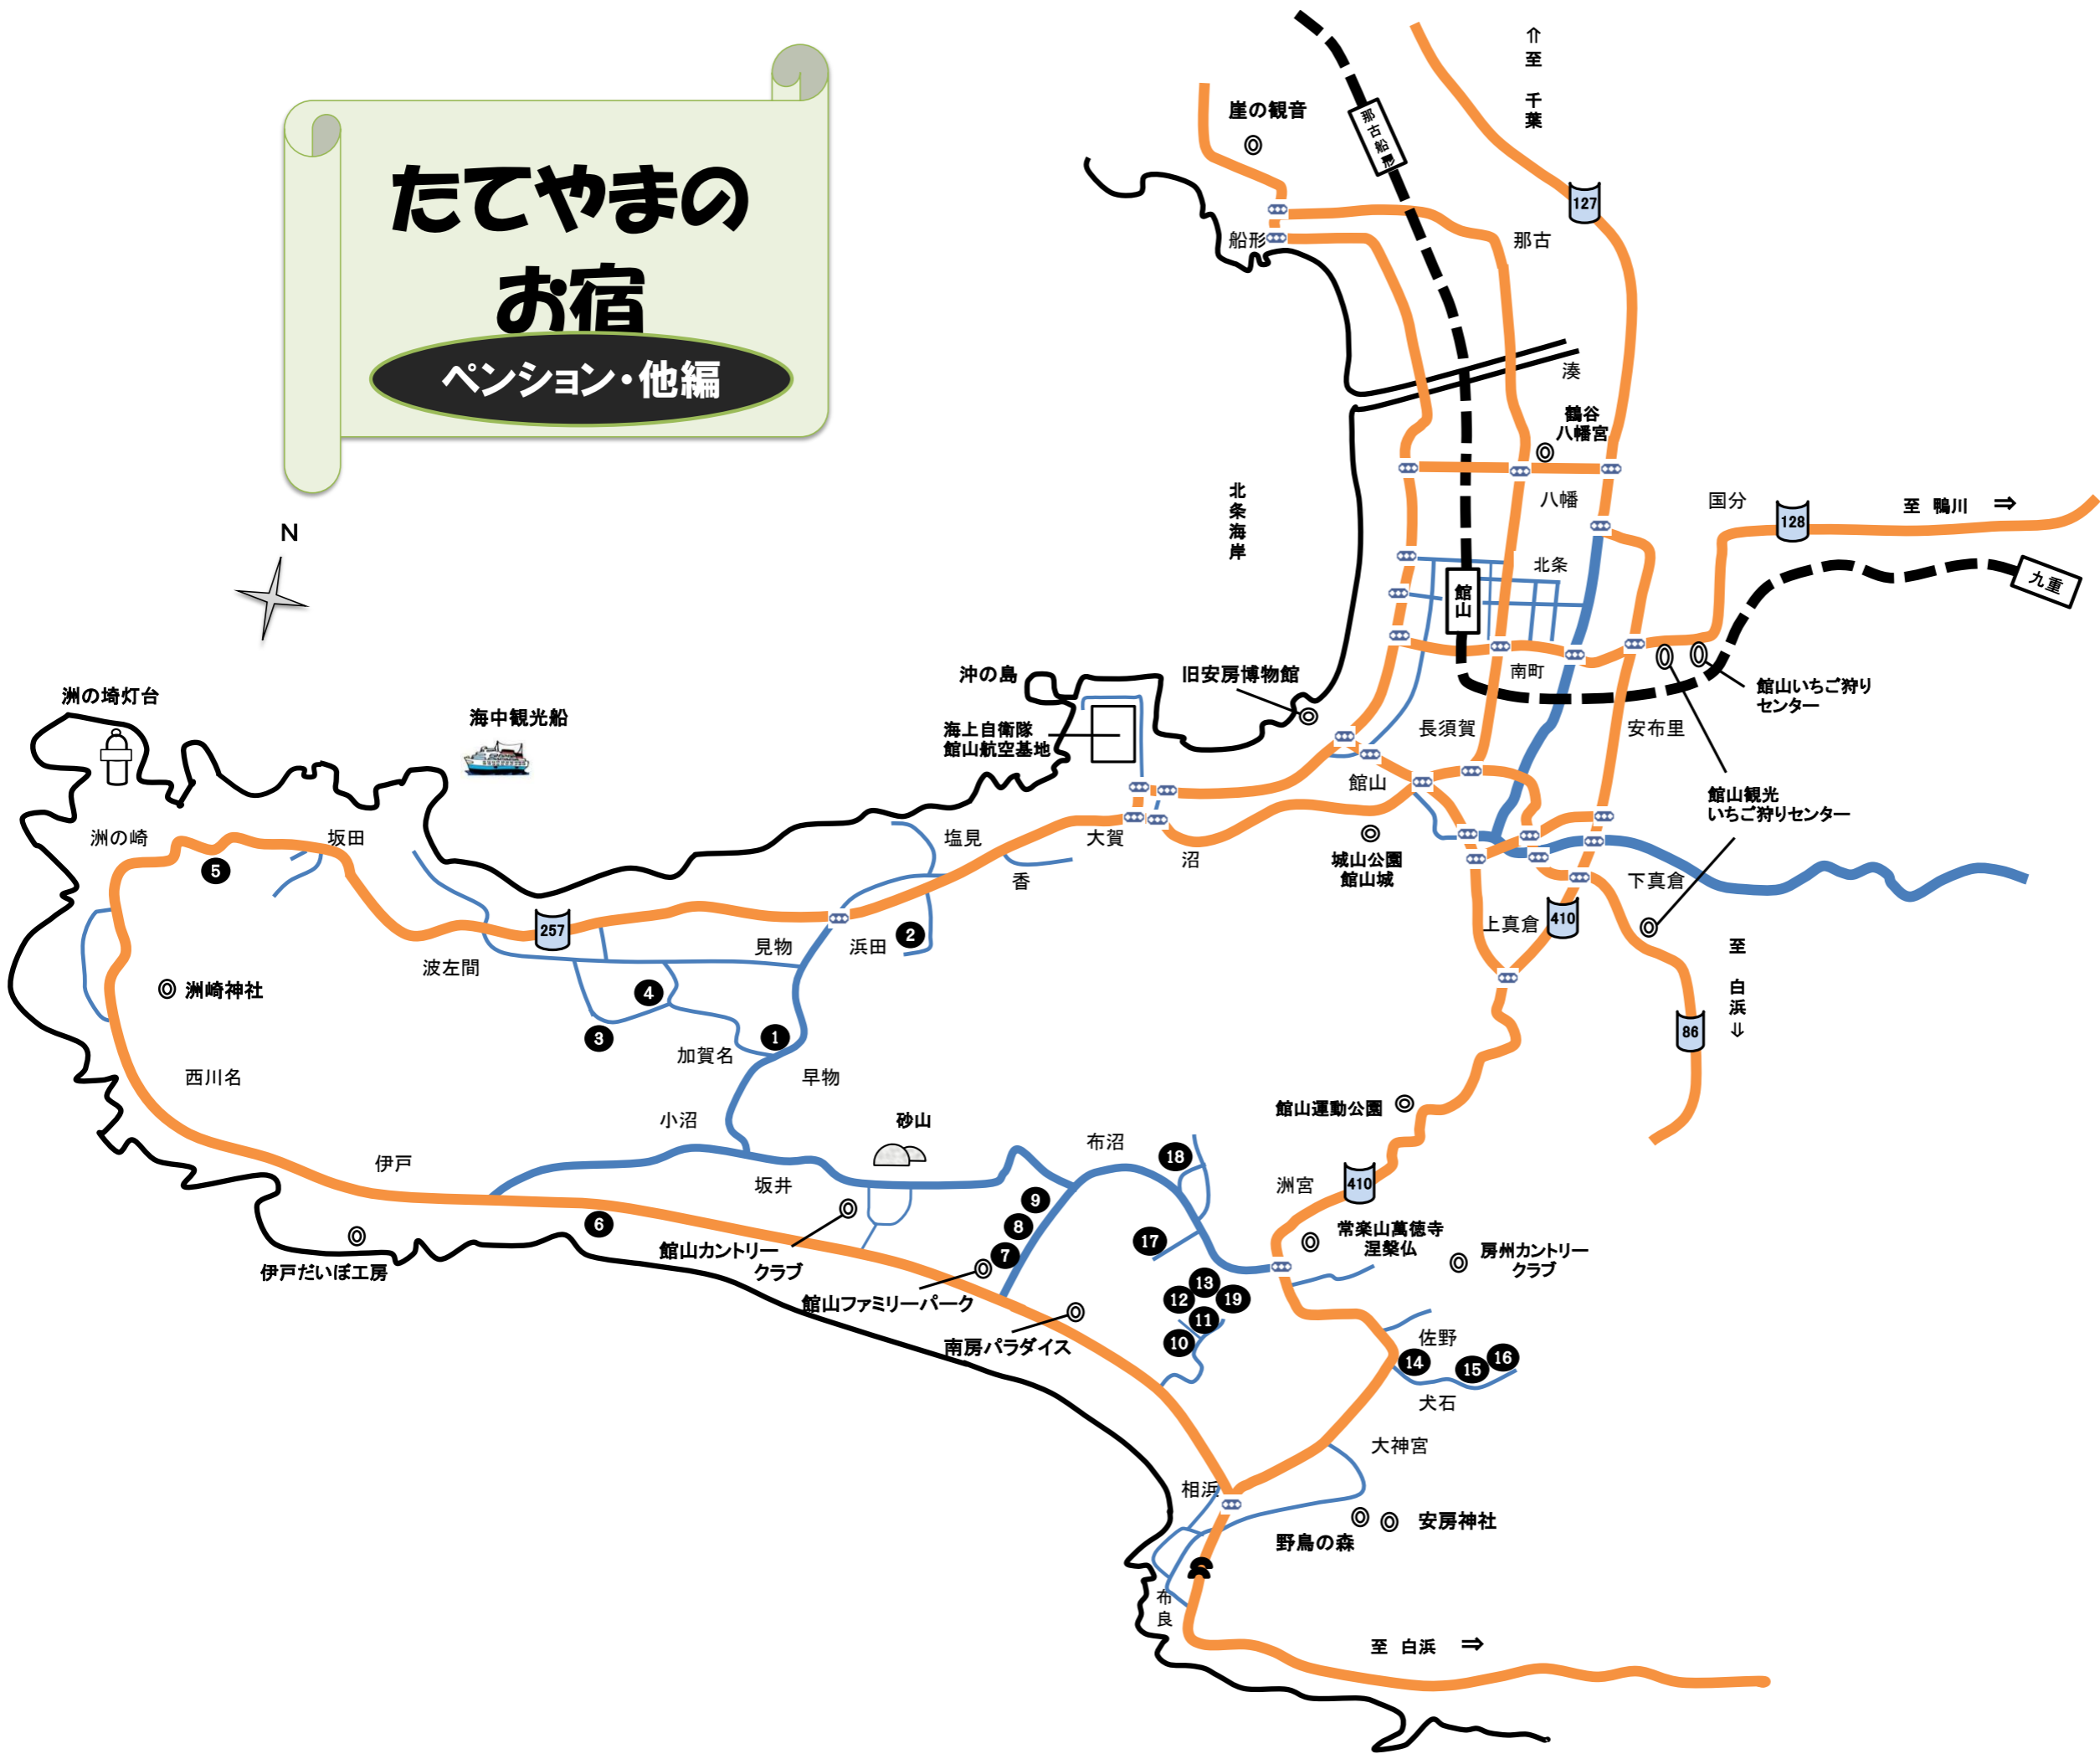 たてやまの
お宿
ペンション・他編
⇑
至
千
葉
崖の観音
那古船形
127
船形
那古
湊
鶴谷
八幡宮
北条海岸
八幡
国分
128
至 鴨川 ⇒
N
北条
館山
九重
沖の島
旧安房博物館
南町
館山いちご狩り
センター
洲の埼灯台
海中観光船
海上自衛隊
館山航空基地
長須賀
安布里
館山
館山観光
いちご狩りセンター
洲の崎
坂田
塩見
大賀
沼
城山公園
館山城
香
下真倉
5
257
2
上真倉
410
見物
浜田
波左間
至
白
浜
⇓
洲崎神社
4
3
1
86
加賀名
西川名
早物
館山運動公園
小沼
砂山
布沼
18
伊戸
坂井
洲宮
410
9
8
7
6
17
常楽山萬徳寺
涅槃仏
房州カントリー
クラブ
館山カントリー
クラブ
伊戸だいぼ工房
13
12
19
11
10
館山ファミリーパーク
南房パラダイス
佐野
14
15
16
犬石
大神宮
相浜
安房神社
野鳥の森
布良
至 白浜 ⇒